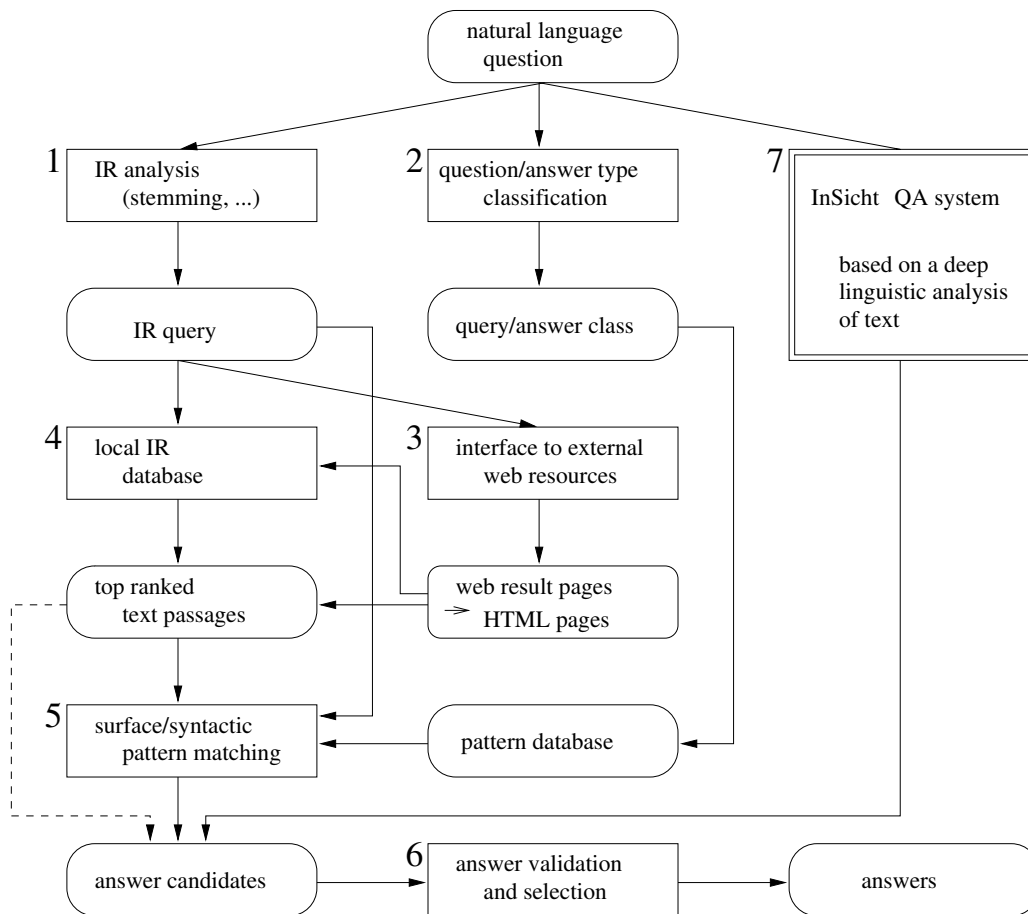 natural language
question
1
IR analysis
(stemming, ...)
2
question/answer type
classification
7
InSicht QA system
based on a deep
linguistic analysis
of text
IR query
query/answer class
4
local IR
database
3
interface to external
web resources
top ranked
text passages
web result pages
HTML pages
5
surface/syntactic
pattern matching
pattern database
answer candidates
6
answer validation
and selection
answers